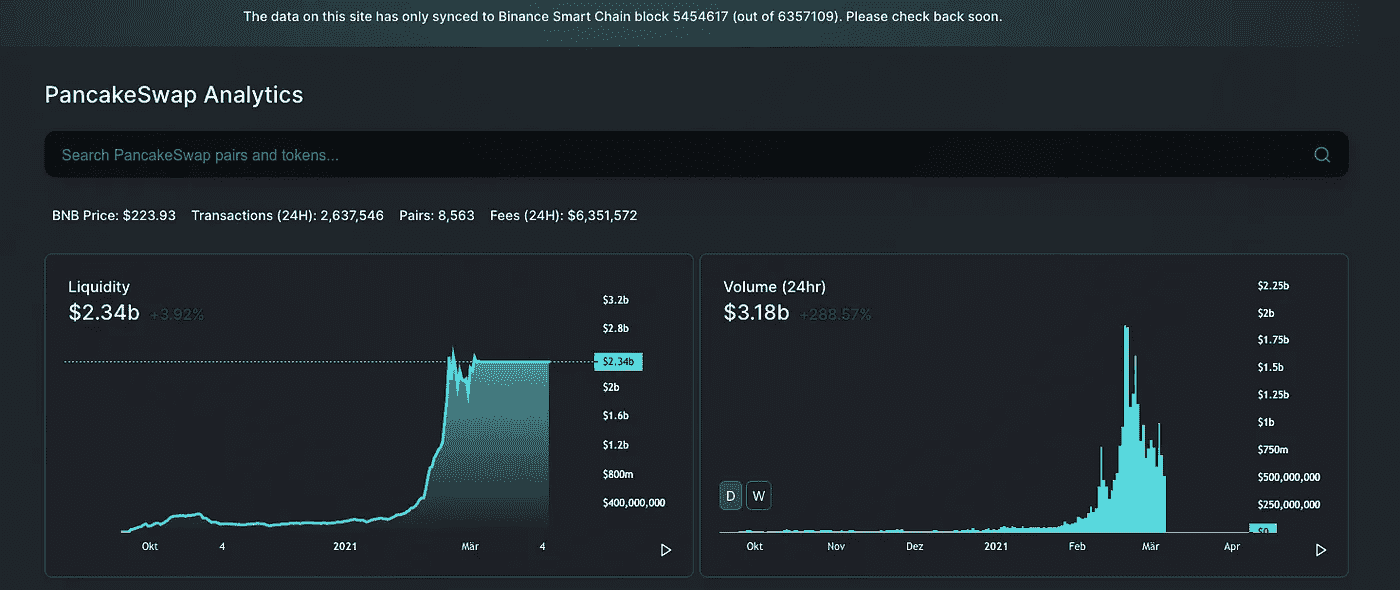 The data on this site has only synced to Binance Smart Chain block 5454617 (out of 6357109). Please check back soon.
PancakeSwap Analytics
Search PancakeSwap pairs and tokens...
BNB Price: $223.93 Transactions (24H): 2,637,546 Pairs: 8,563 Fees (24H): $6,351,572
Liquidity
$2.34b +3.92%
$3.2b
$2.8b
$2.34b
$2b
$1.6b
$1.2b
$800m
$400,000,000
Okt 4 2021 Mär 4
Volume (24hr)
$3.18b +288.57%
$2.25b
$2b
$1.75b
$1.5b
$1.25b
$1b
$750m
$500,000,000
$250,000,000
$0
D W
Okt Nov Dez 2021 Feb Mär Apr